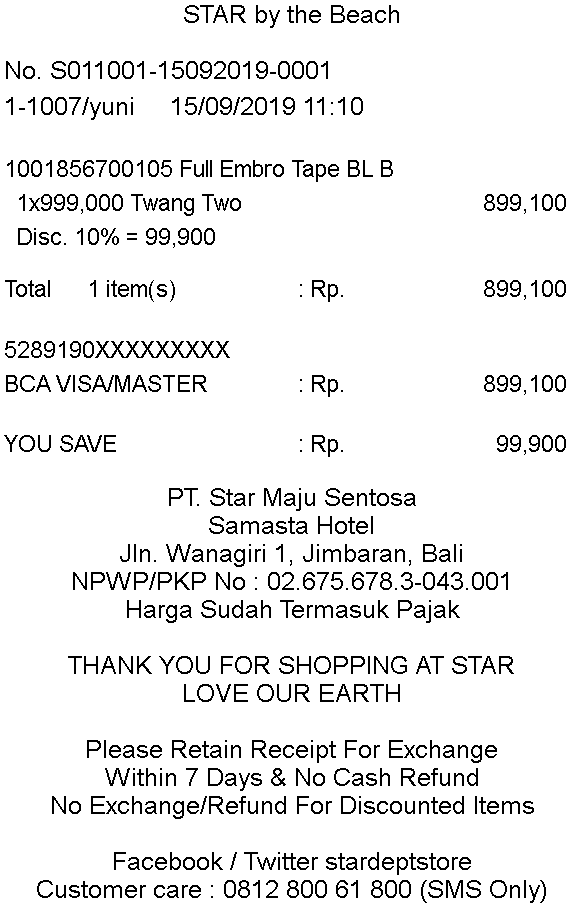 STAR by the Beach
No. S011001-15092019-0001
1-1007/yuni 15/09/2019 11:10
1001856700105 Full Embro Tape BL B
1x999,000 Twang Two 899,100
Disc. 10% = 99,900
Total 1 item(s) : Rp. 899,100
5289190XXXXXXXXX
BCA VISA/MASTER : Rp. 899,100
YOU SAVE : Rp. 99,900
PT. Star Maju Sentosa
Samasta Hotel
Jln. Wanagiri 1, Jimbaran, Bali
NPWP/PKP No : 02.675.678.3-043.001
Harga Sudah Termasuk Pajak
THANK YOU FOR SHOPPING AT STAR
LOVE OUR EARTH
Please Retain Receipt For Exchange
Within 7 Days & No Cash Refund
No Exchange/Refund For Discounted Items
Facebook / Twitter stardeptstore
Customer care : 0812 800 61 800 (SMS Only)